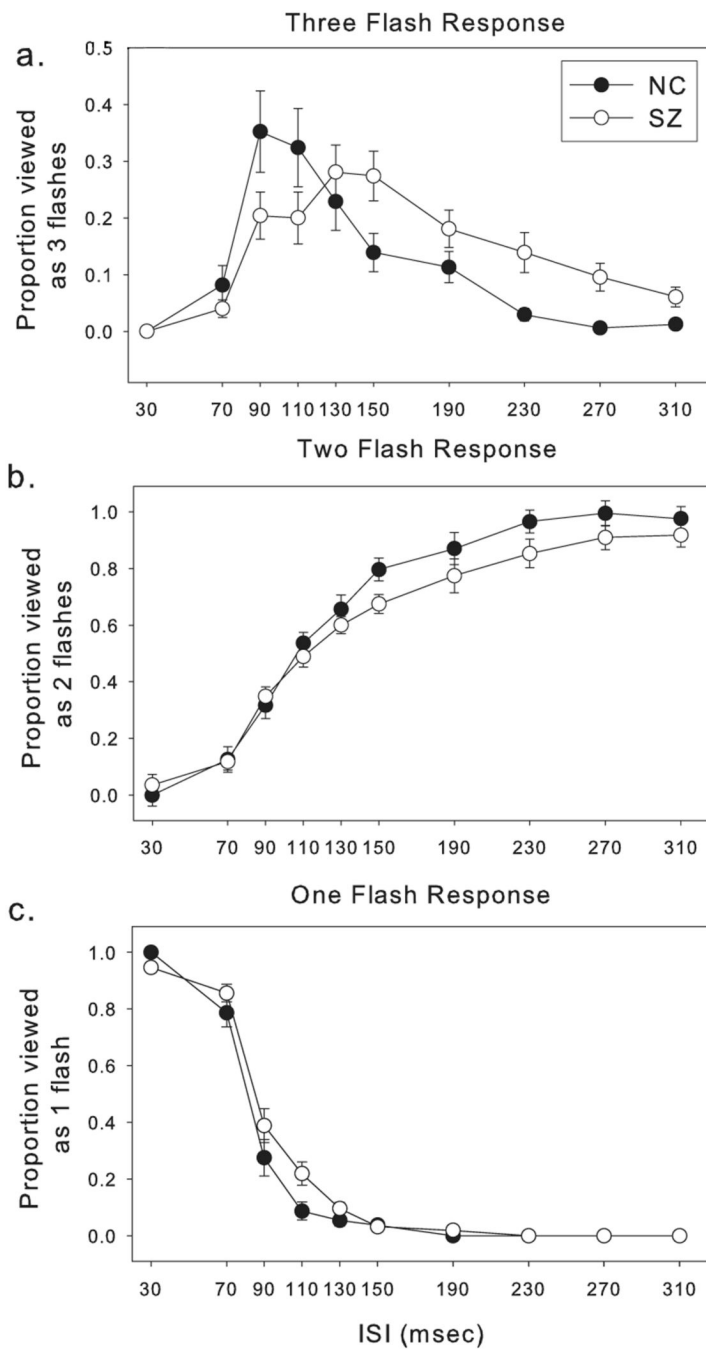 Three Flash Response
a.
Proportion viewed
as 3 flashes
0.5
0.4
0.3
0.2
0.1
0.0
NC
SZ
30 70 90 110 130 150 190 230 270 310
Two Flash Response
b.
Proportion viewed
as 2 flashes
1.0
0.8
0.6
0.4
0.2
0.0
30 70 90 110 130 150 190 230 270 310
One Flash Response
c.
Proportion viewed
as 1 flash
1.0
0.8
0.6
0.4
0.2
0.0
30 70 90 110 130 150 190 230 270 310
ISI (msec)